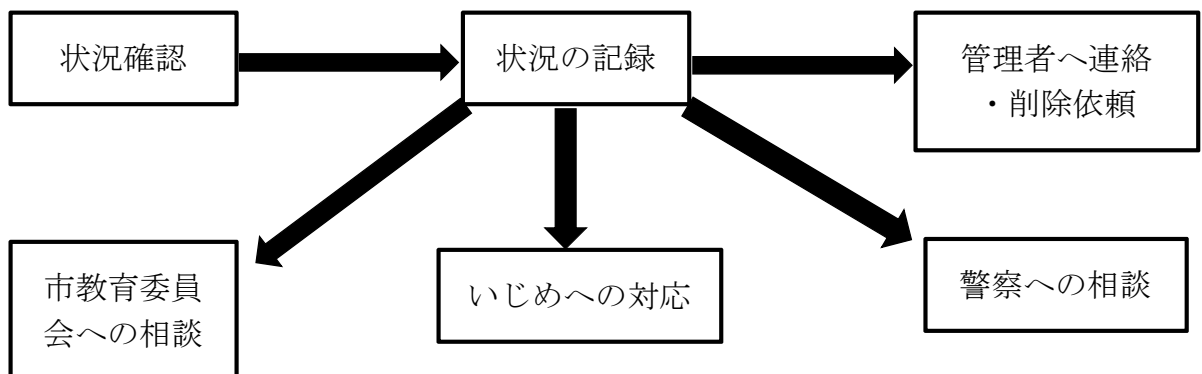 状況確認
状況の記録
管理者へ連絡
・削除依頼
市教育委員
会への相談
いじめへの対応
警察への相談